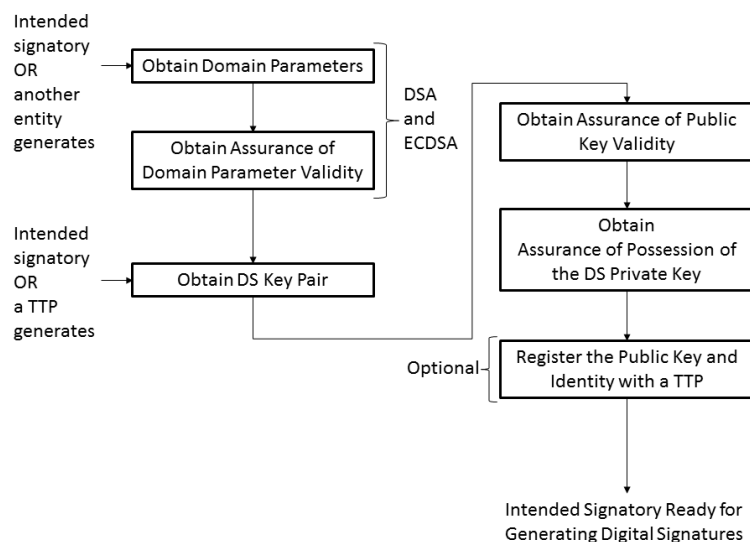 Intended
signatory
OR
another
entity
generates
Obtain Domain Parameters
Obtain Assurance of
Domain Parameter Validity
DSA
and
ECDSA
Intended
signatory
OR
a TTP
generates
Obtain DS Key Pair
Obtain Assurance of Public
Key Validity
Obtain
Assurance of Possession of
the DS Private Key
Optional
Register the Public Key and
Identity with a TTP
Intended Signatory Ready for
Generating Digital Signatures